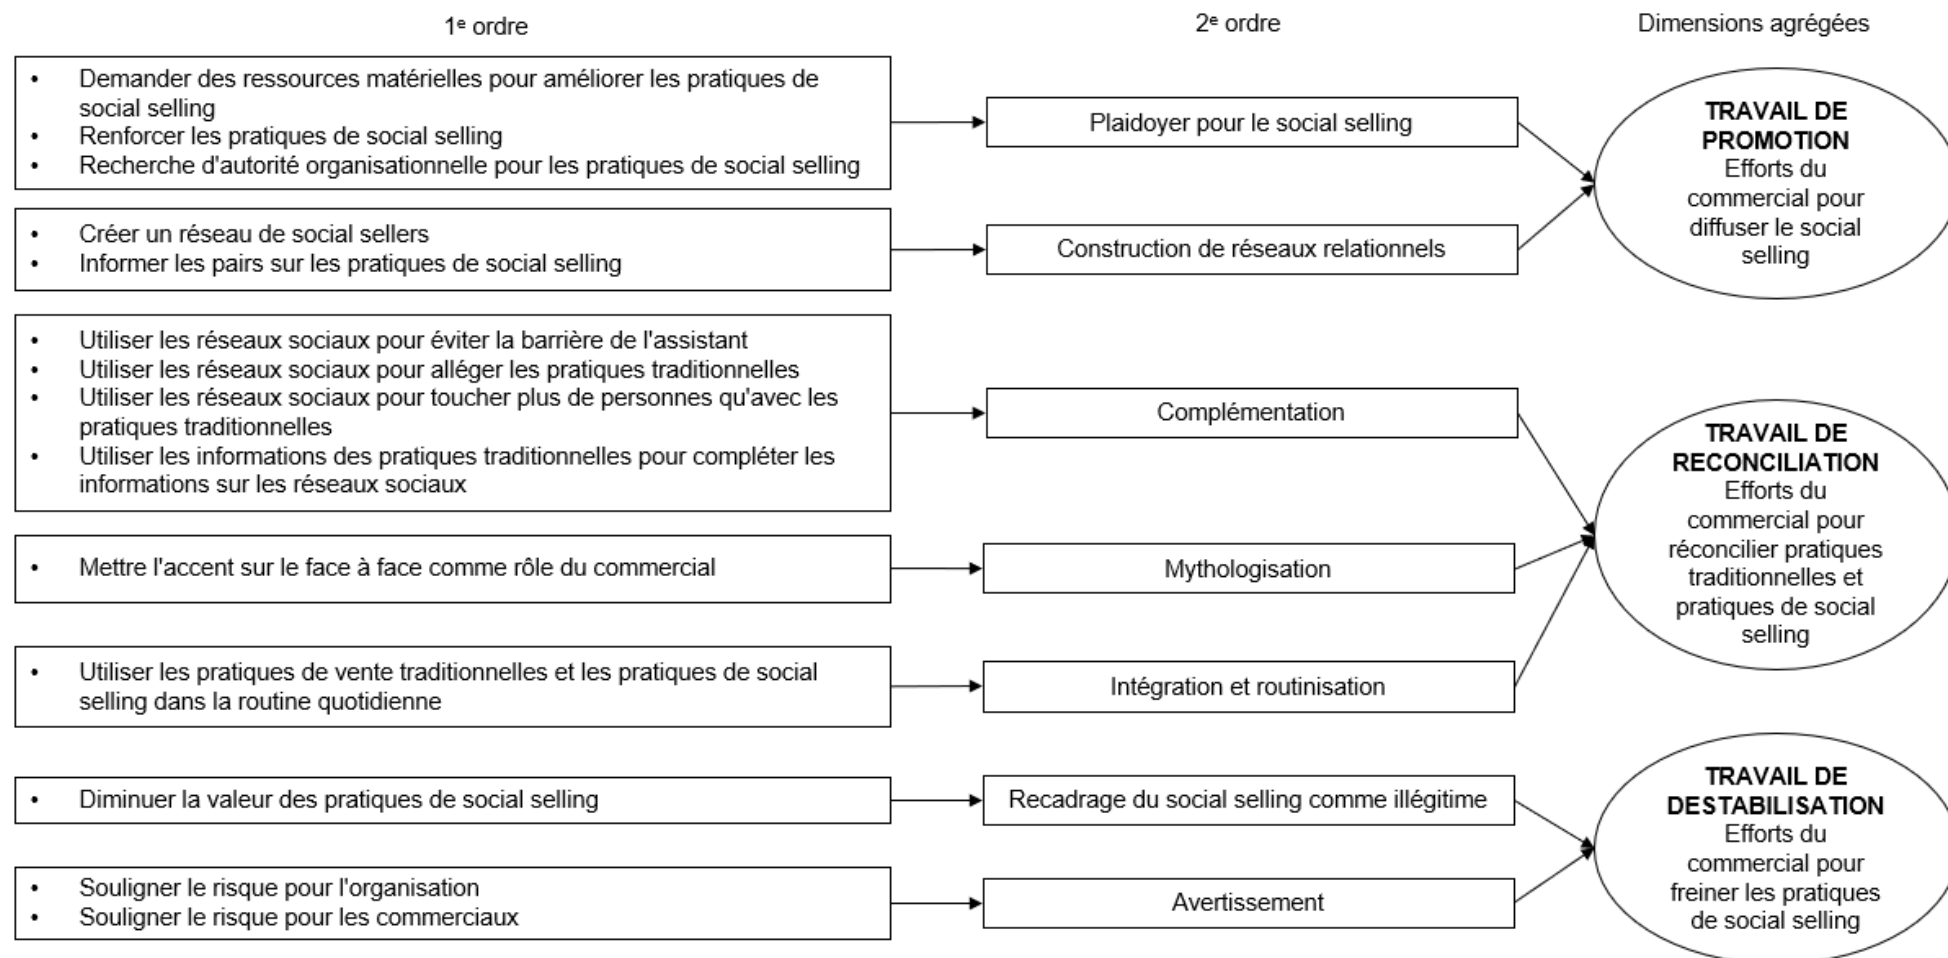 1e ordre
2e ordre
Dimensions agrégées
• Demander des ressources matérielles pour améliorer les pratiques de
social selling
• Renforcer les pratiques de social selling
• Recherche d'autorité organisationnelle pour les pratiques de social selling
Plaidoyer pour le social selling
TRAVAIL DE
PROMOTION
Efforts du
commercial pour
diffuser le social
selling
• Créer un réseau de social sellers
• Informer les pairs sur les pratiques de social selling
Construction de réseaux relationnels
• Utiliser les réseaux sociaux pour éviter la barrière de l'assistant
• Utiliser les réseaux sociaux pour alléger les pratiques traditionnelles
• Utiliser les réseaux sociaux pour toucher plus de personnes qu'avec les
pratiques traditionnelles
• Utiliser les informations des pratiques traditionnelles pour compléter les
informations sur les réseaux sociaux
Complémentation
TRAVAIL DE
RECONCILIATION
Efforts du
commercial pour
réconcilier pratiques
traditionnelles et
pratiques de social
selling
• Mettre l'accent sur le face à face comme rôle du commercial
Mythologisation
• Utiliser les pratiques de vente traditionnelles et les pratiques de social
selling dans la routine quotidienne
Intégration et routinisation
• Diminuer la valeur des pratiques de social selling
Recadrage du social selling comme illégitime
TRAVAIL DE
DESTABILISATION
Efforts du
commercial pour
freiner les pratiques
de social selling
• Souligner le risque pour l'organisation
• Souligner le risque pour les commerciaux
Avertissement